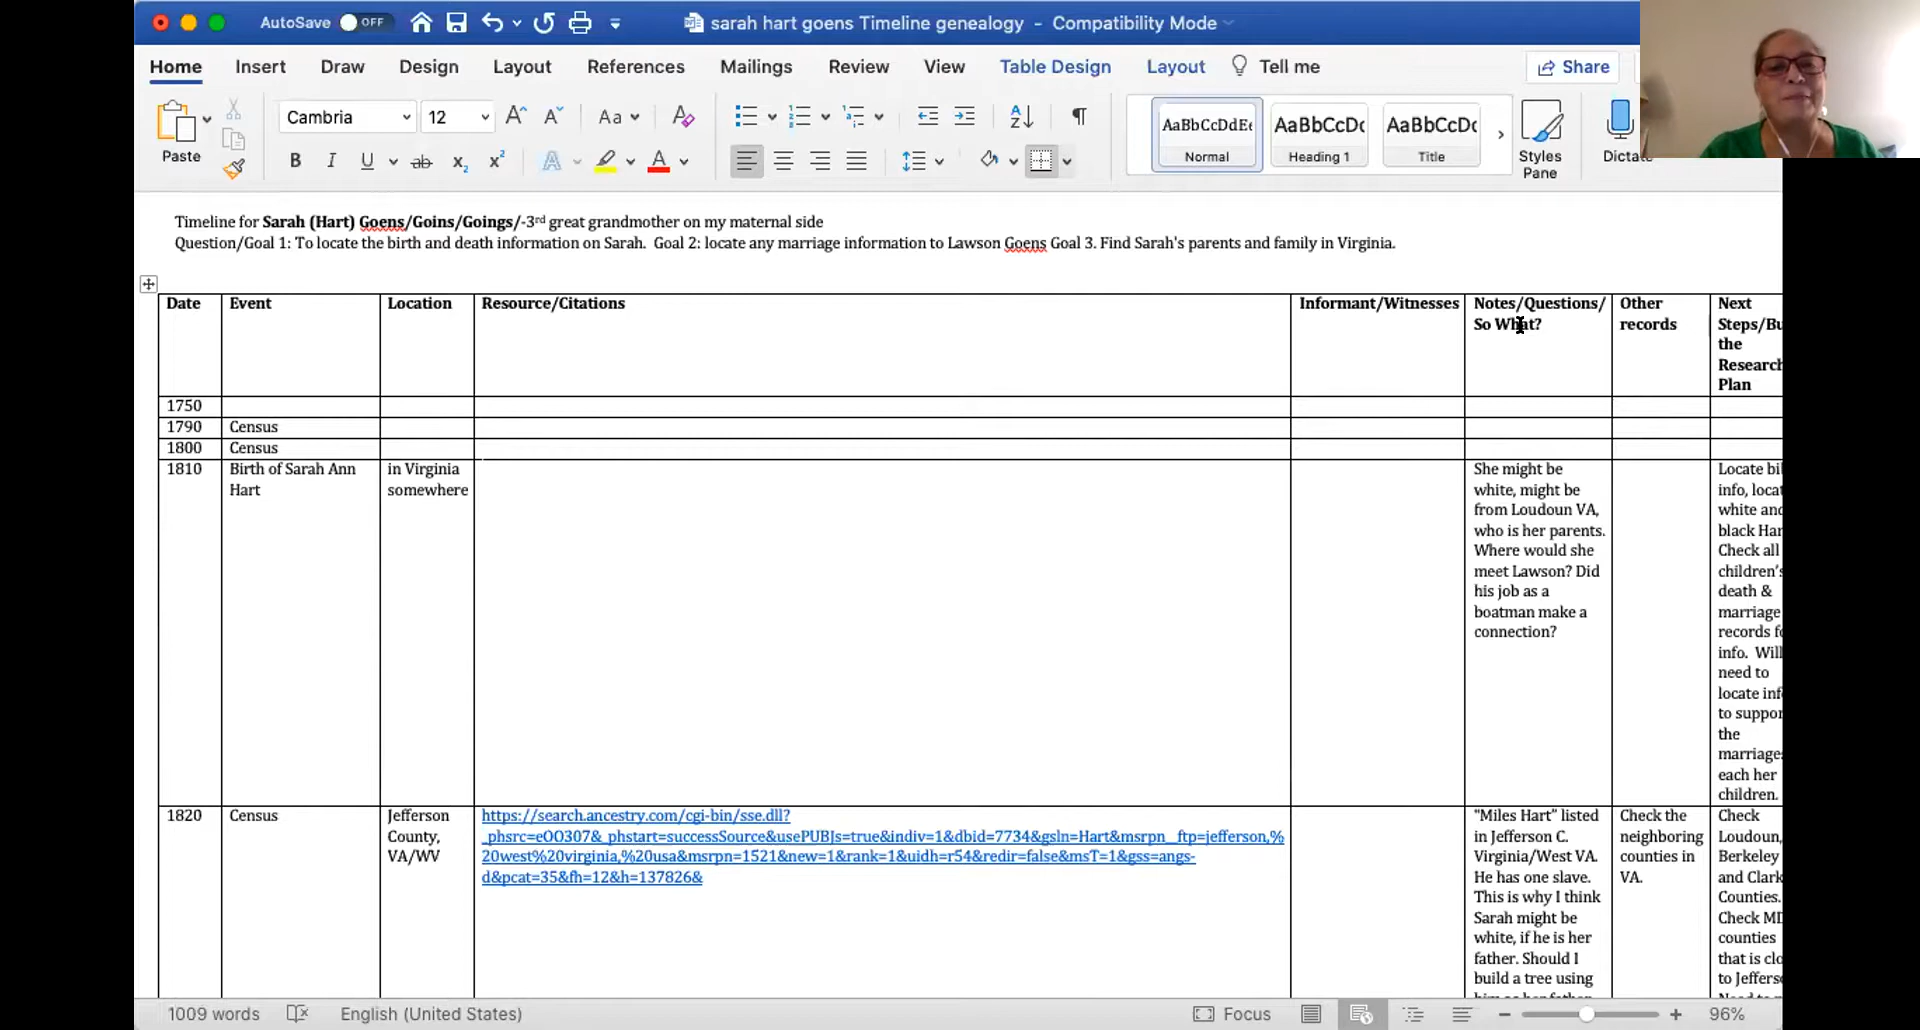 AutoSave OFF
sarah hart goens Timeline genealogy - Compatibility Mode
Home Insert Draw Design Layout References Mailings Review View Table Design Layout Tell me Share
Paste
Cambria 12
AaBbCcDdEe Normal
AaBbCcDc Heading 1
AaBbCcDc Title
Styles Pane
Dictate
Timeline for Sarah (Hart) Goens/Goins/Goings/-3rd great grandmother on my maternal side
Question/Goal 1: To locate the birth and death information on Sarah. Goal 2: locate any marriage information to Lawson Goens Goal 3. Find Sarah's parents and family in Virginia.
Date
Event
Location
Resource/Citations
Informant/Witnesses
Notes/Questions/
So What?
Other
records
Next
Steps/Bu
the
Research
Plan
1750
1790 Census
1800 Census
1810
Birth of Sarah Ann
Hart
in Virginia
somewhere
She might be
white, might be
from Loudoun VA,
who is her parents.
Where would she
meet Lawson? Did
his job as a
boatman make a
connection?
Locate bi
info, locat
white and
black Har
Check all
children's
death &
marriage
records fo
info. Will
need to
locate inf
to suppor
the
marriage
each her
children.
1820
Census
Jefferson
County,
VA/WV
https://search.ancestry.com/cgi-bin/sse.dll?
_phsrc=eOO307&_phstart=successSource&usePUBJs=true&indiv=1&dbid=7734&gsln=Hart&msrpn__ftp=jefferson,%
20west%20virginia,%20usa&msrpn=1521&new=1&rank=1&uidh=r54&redir=false&msT=1&gss=angs-
d&pcat=35&fh=12&h=137826&
"Miles Hart" listed
in Jefferson C.
Virginia/West VA.
He has one slave.
This is why I think
Sarah might be
white, if he is her
father. Should I
build a tree using
Check the
neighboring
counties in
VA.
Check
Loudoun,
Berkeley
and Clark
Counties.
Check MD
counties
that is clo
to Jefferso
1009 words
English (United States)
Focus
96%